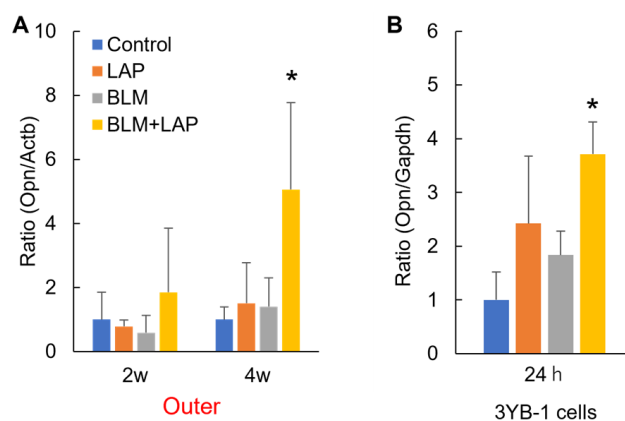 A
Ratio (Opn/Actb)
10
8
6
4
2
0
Control
LAP
BLM
BLM+LAP
*
2w
4w
Outer
B
Ratio (Opn/Gapdh)
6
5
4
3
2
1
0
*
24 h
3YB-1 cells